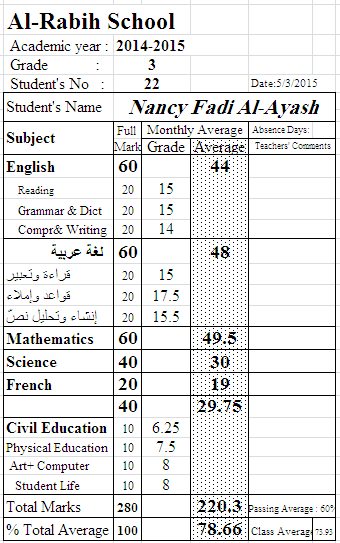 Al-Rabih School
Academic year : 2014-2015
Grade : 3
Student's No : 22 Date:5/3/2015
Student's Name Nancy Fadi Al-Ayash
Subject Full Mark Monthly Average Absence Days:
Grade Average Teachers' Comments
English 60 44
Reading 20 15
Grammar & Dict 20 15
Compr& Writing 20 14
لغة عربية 60 48
قراءة وتعبير 20 15
قواعد وإملاء 20 17.5
إنشاء وتحليل نصّ 20 15.5
Mathematics 60 49.5
Science 40 30
French 20 19
40 29.75
Civil Education 10 6.25
Physical Education 10 7.5
Art+ Computer 10 8
Student Life 10 8
Total Marks 280 220.3 Passing Average : 60%
% Total Average 100 78.66 Class Average 73.93